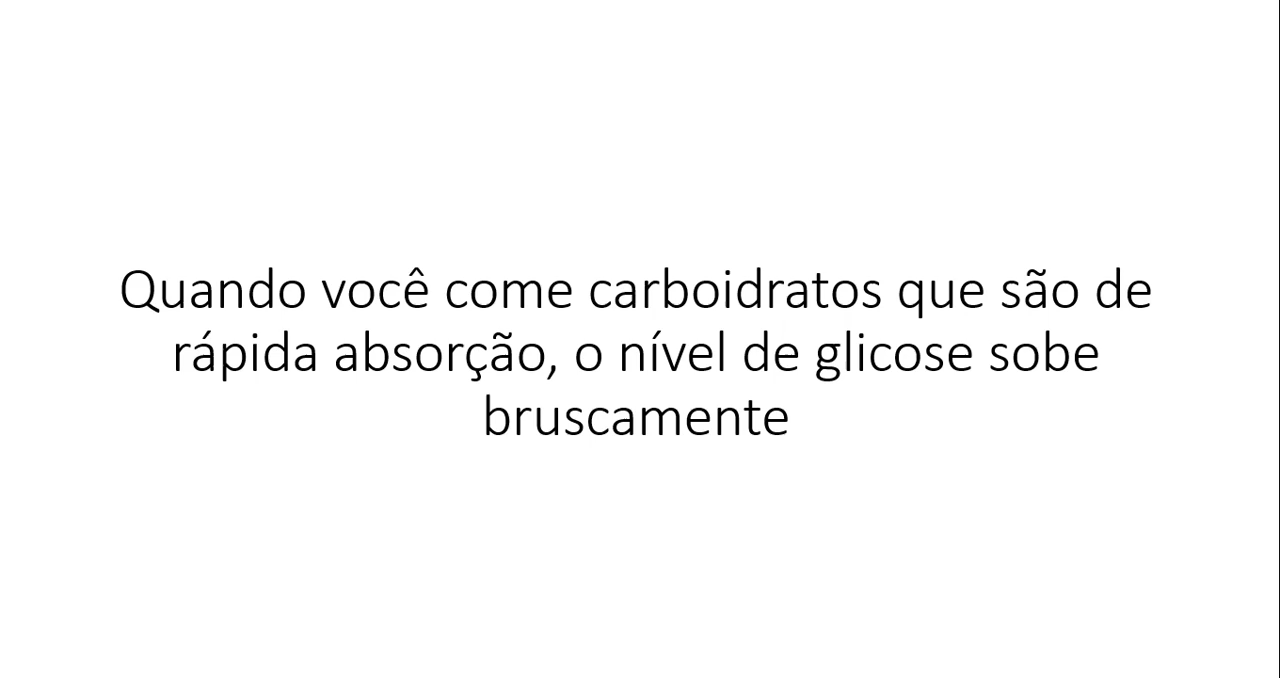 Quando você come carboidratos que são de
rápida absorção, o nível de glicose sobe
bruscamente